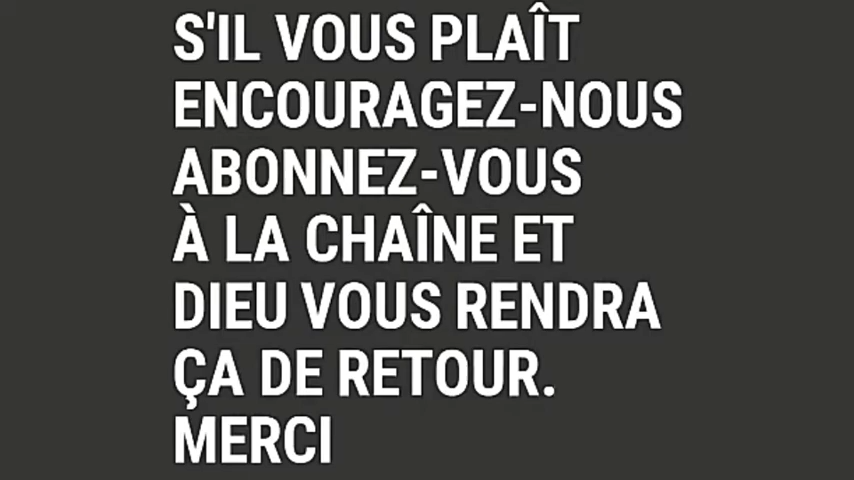 S'IL VOUS PLAÎT
ENCOURAGEZ-NOUS
ABONNEZ-VOUS
À LA CHAÎNE ET
DIEU VOUS RENDRA
ÇA DE RETOUR.
MERCI